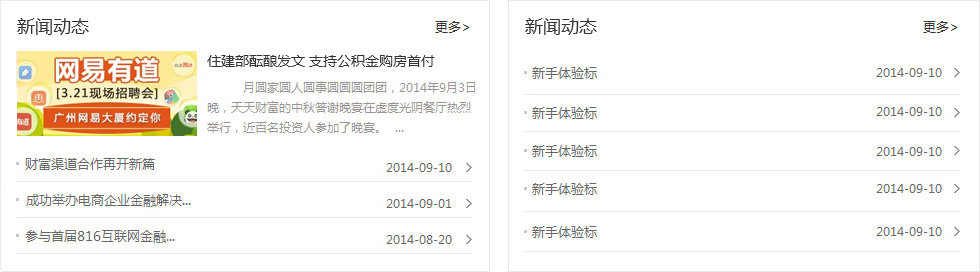 新闻动态
更多>
网易有道
[3.21现场招聘会]
广州网易大厦约定你
住建部酝酿发文 支持公积金购房首付
月圆家圆人圆事圆圆圆团团，2014年9月3日
晚，天天财富的中秋答谢晚宴在虚度光阴餐厅热烈
举行，近百名投资人参加了晚宴。 ...
财富渠道合作再开新篇 2014-09-10 >
成功举办电商企业金融解决... 2014-09-01 >
参与首届816互联网金融... 2014-08-20 >
新闻动态
更多>
新手体验标 2014-09-10 >
新手体验标 2014-09-10 >
新手体验标 2014-09-10 >
新手体验标 2014-09-10 >
新手体验标 2014-09-10 >